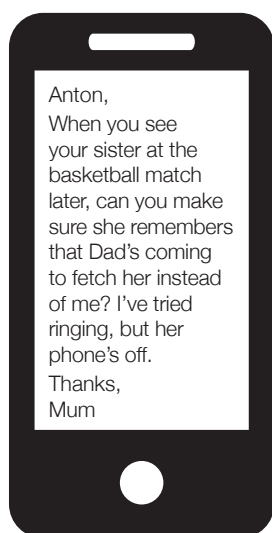 Anton,
When you see
your sister at the
basketball match
later, can you make
sure she remembers
that Dad's coming
to fetch her instead
of me? I've tried
ringing, but her
phone's off.
Thanks,
Mum